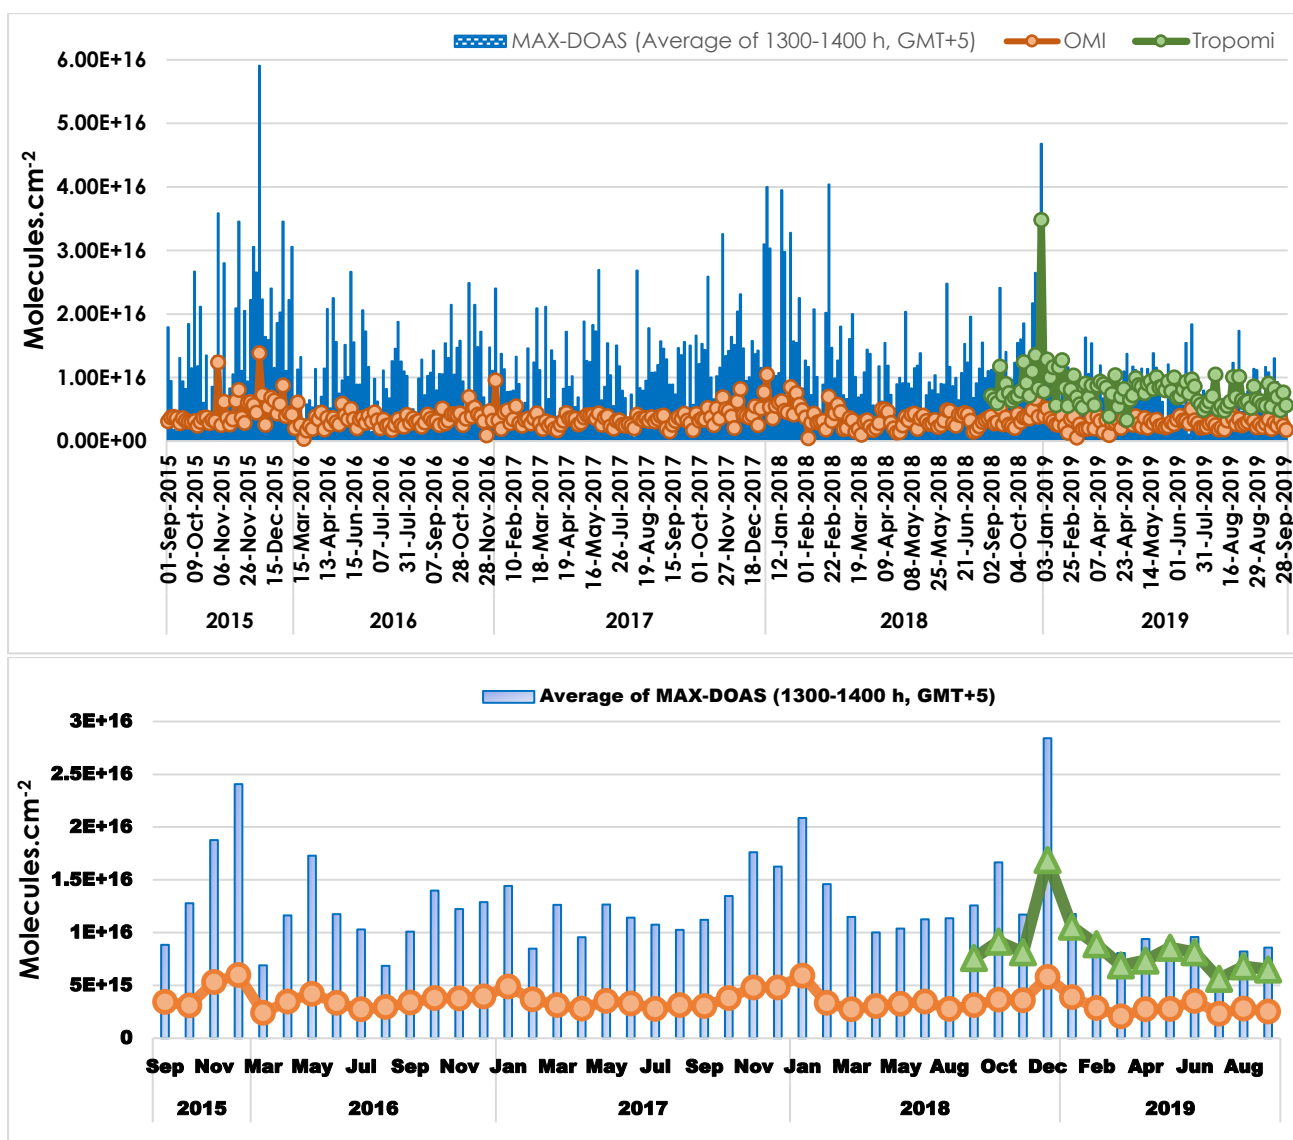 MAX-DOAS (Average of 1300-1400 h, GMT+5) OMI Tropomi
Molecules.cm-2
6.00E+16
5.00E+16
4.00E+16
3.00E+16
2.00E+16
1.00E+16
0.00E+00
01-Sep-2015 09-Oct-2015 06-Nov-2015 26-Nov-2015 15-Dec-2015 15-Mar-2016 13-Apr-2016 15-Jun-2016 07-Jul-2016 31-Jul-2016 07-Sep-2016 28-Oct-2016 28-Nov-2016 10-Feb-2017 18-Mar-2017 19-Apr-2017 16-May-2017 26-Jul-2017 19-Aug-2017 15-Sep-2017 01-Oct-2017 27-Nov-2017 18-Dec-2017 12-Jan-2018 01-Feb-2018 22-Feb-2018 19-Mar-2018 09-Apr-2018 08-May-2018 25-May-2018 21-Jun-2018 02-Sep-2018 04-Oct-2018 03-Jan-2019 25-Feb-2019 07-Apr-2019 23-Apr-2019 14-May-2019 01-Jun-2019 31-Jul-2019 16-Aug-2019 29-Aug-2019 28-Sep-2019
2015 2016 2017 2018 2019
Average of MAX-DOAS (1300-1400 h, GMT+5)
Molecules.cm-2
3E+16
2.5E+16
2E+16
1.5E+16
1E+16
5E+15
0
Sep Nov Mar May Jul Sep Nov Jan Mar May Jul Sep Nov Jan Mar May Aug Oct Dec Feb Apr Jun Aug
2015 2016 2017 2018 2019